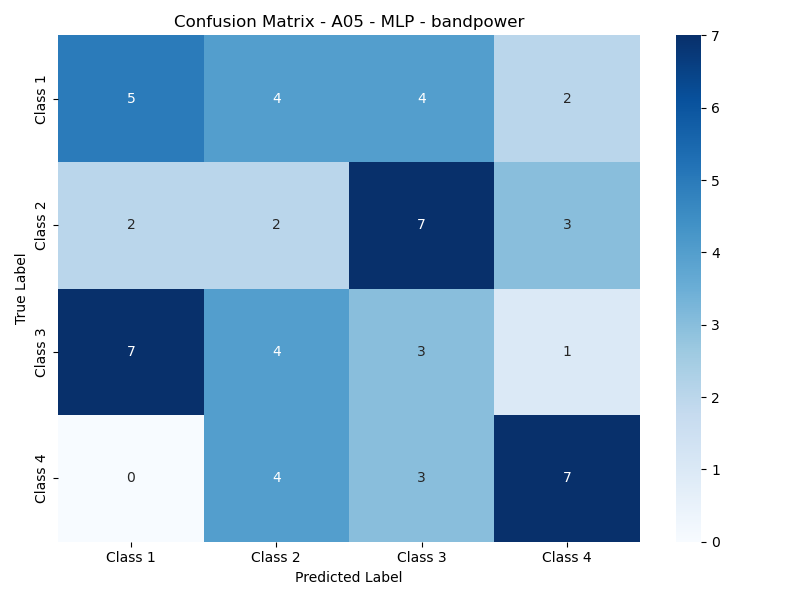 Confusion Matrix - A05 - MLP - bandpower
True Label
Class 1
5 4 4 2
Class 2
2 2 7 3
Class 3
7 4 3 1
Class 4
0 4 3 7
Class 1 Class 2 Class 3 Class 4
Predicted Label
7
6
5
4
3
2
1
0